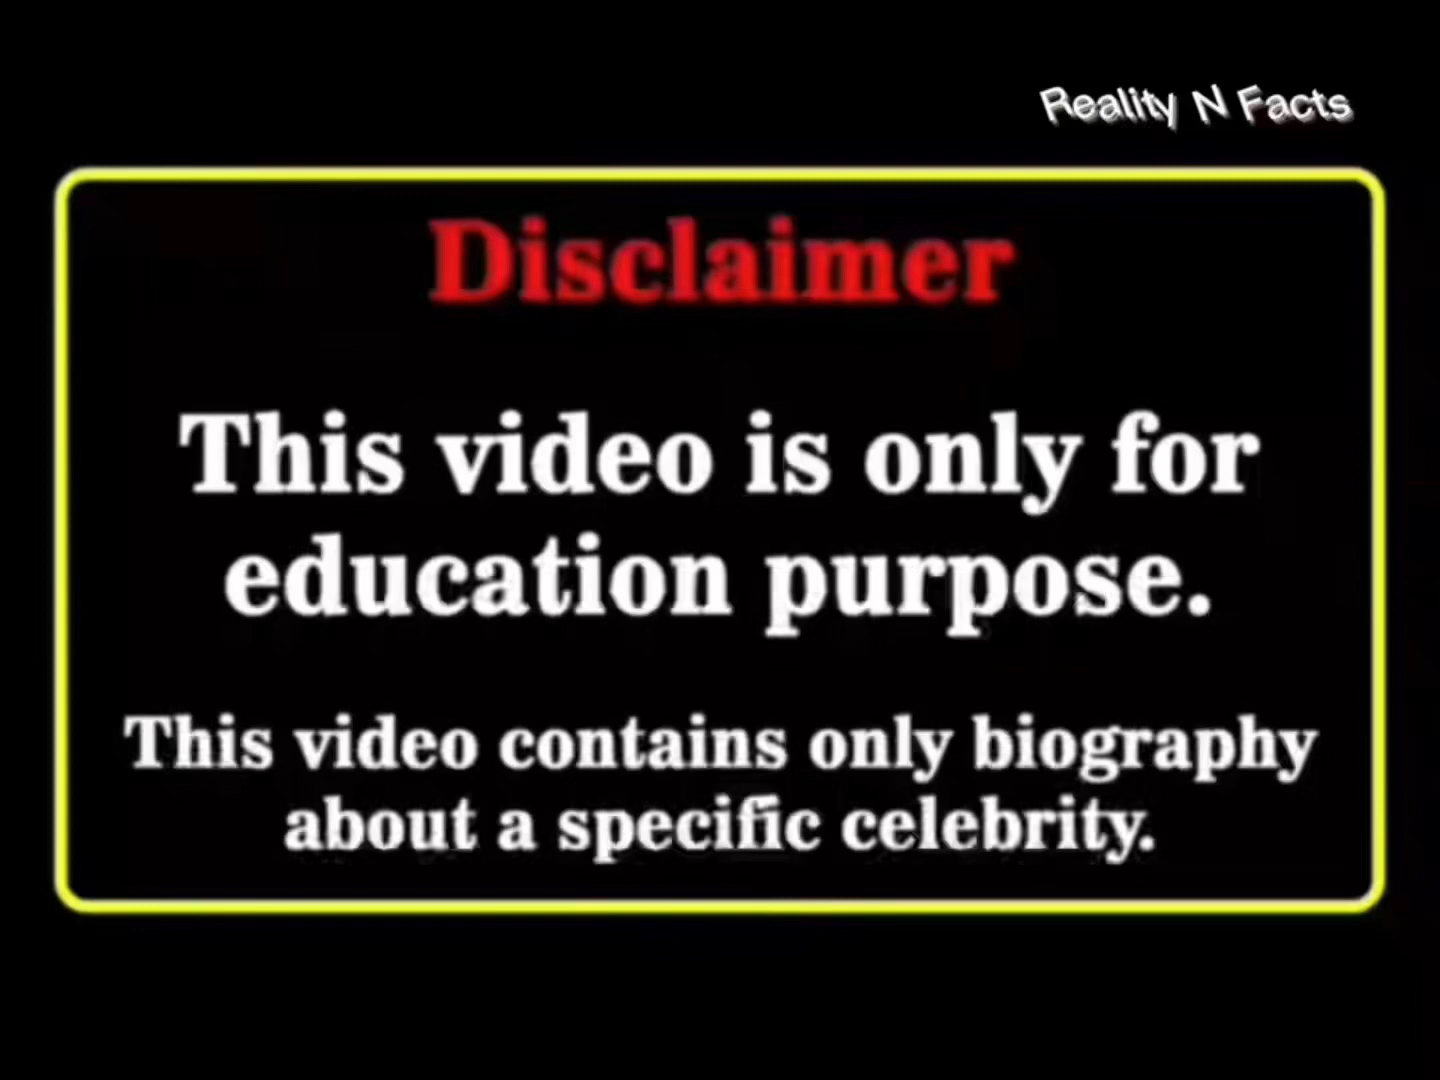 Reality N Facts
Disclaimer
This video is only for
education purpose.
This video contains only biography
about a specific celebrity.